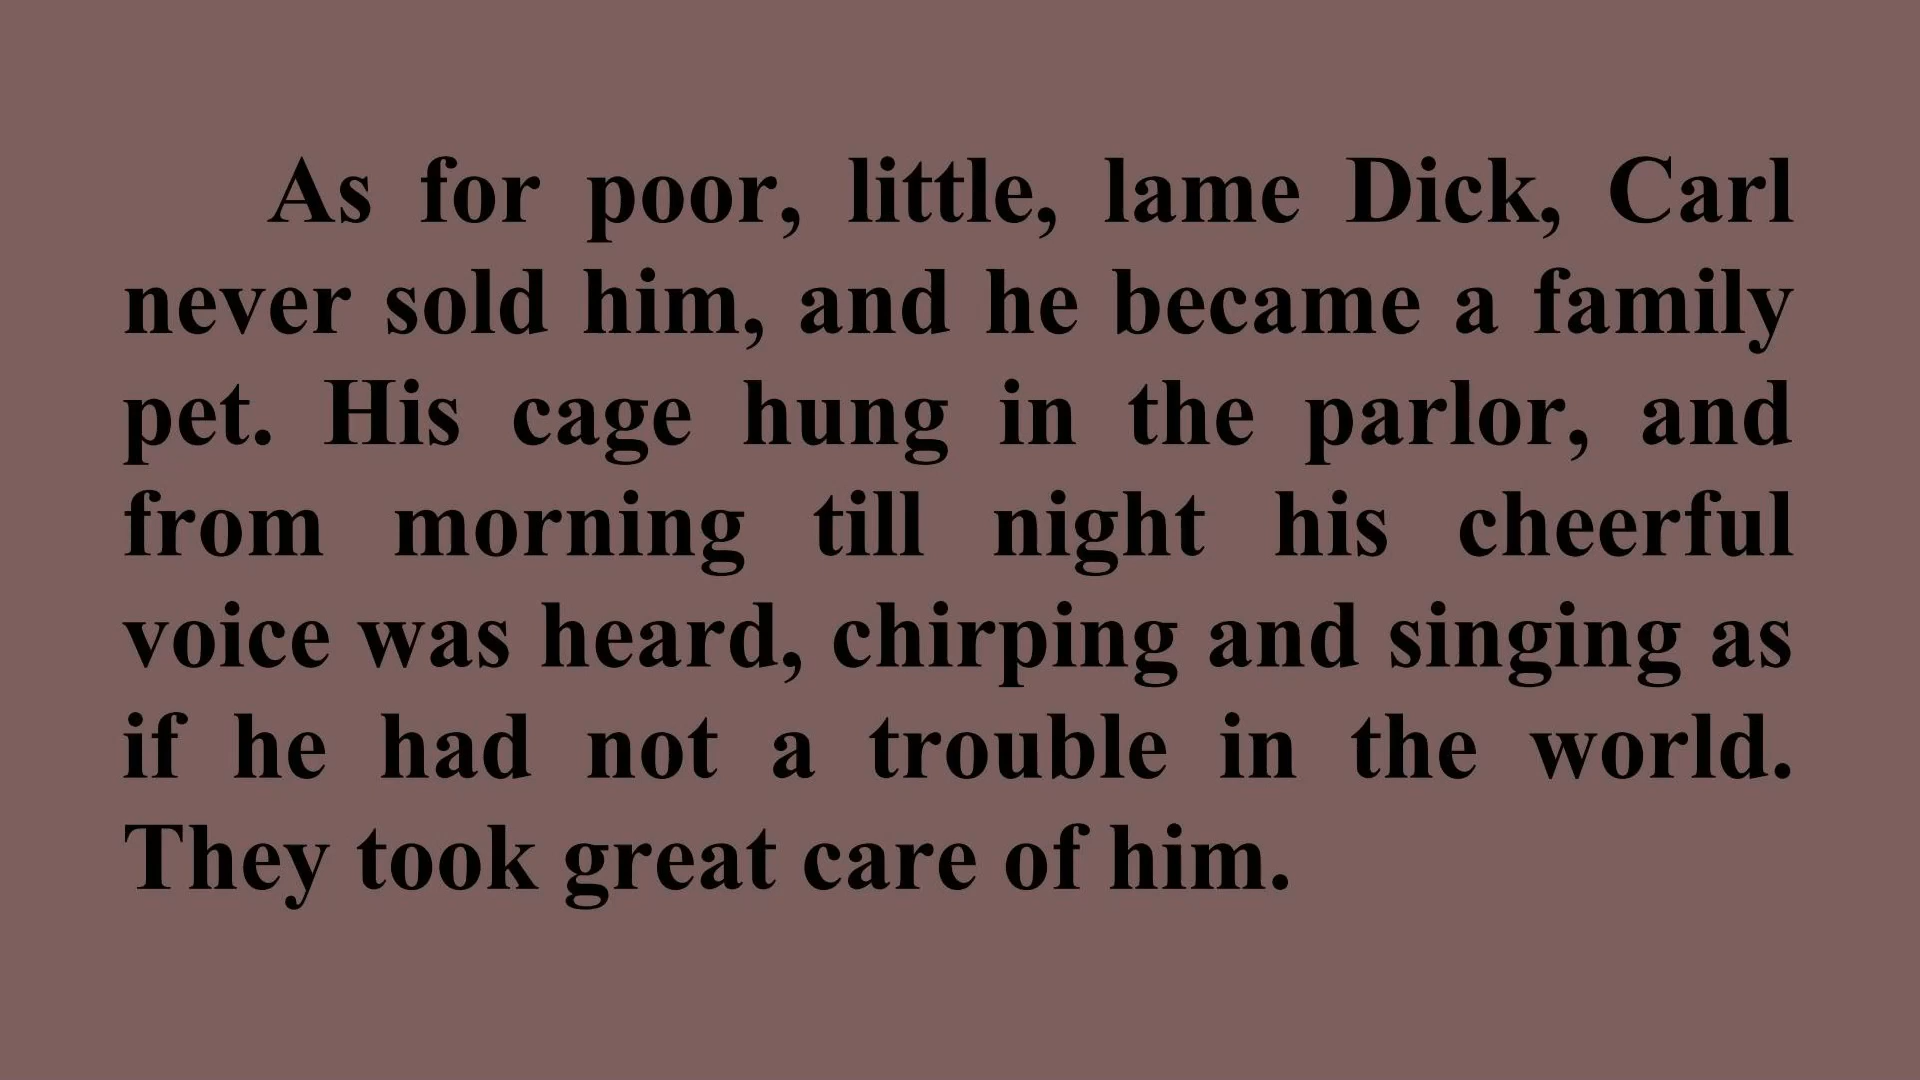 As for poor, little, lame Dick, Carl
never sold him, and he became a family
pet. His cage hung in the parlor, and
from morning till night his cheerful
voice was heard, chirping and singing as
if he had not a trouble in the world.
They took great care of him.